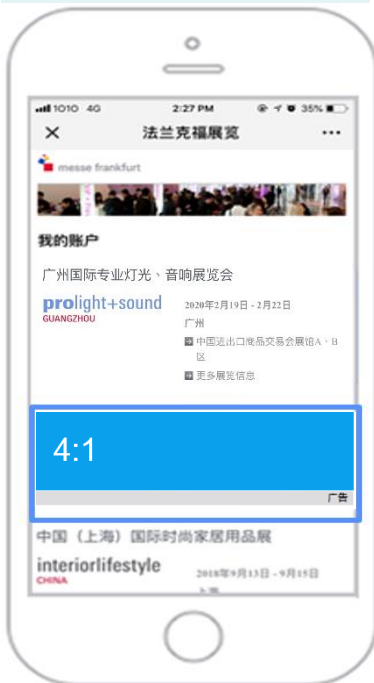 1010 4G 2:27 PM 35%
法兰克福展览
messe frankfurt
我的账户
广州国际专业灯光、音响展览会
prolight+sound
GUANGZHOU
2020年2月19日 - 2月22日
广州
中国进出口商品交易会展馆A、B
区
更多展览信息
4:1
广告
中国（上海）国际时尚家居用品展
interiorlifestyle
CHINA
2018年9月13日 - 9月15日